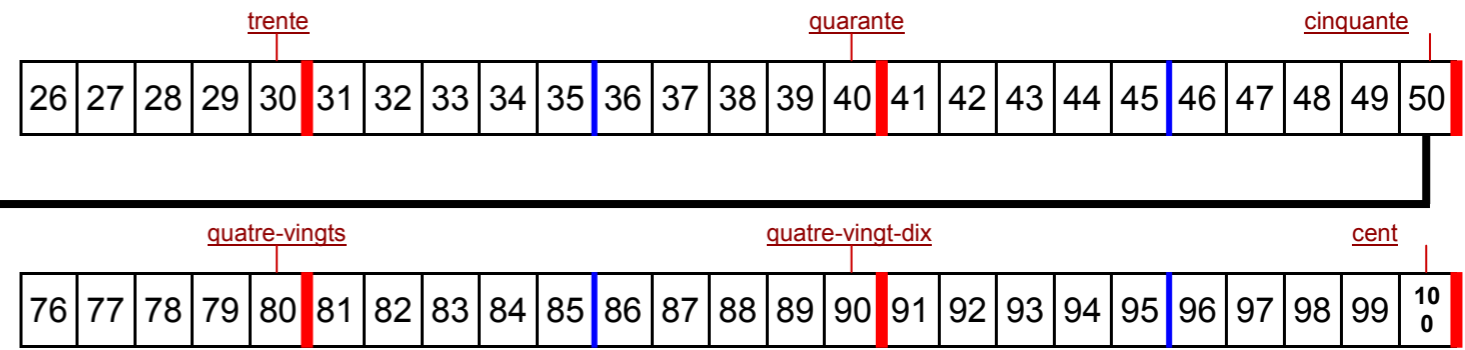 trente quarante cinquante
26 27 28 29 30 31 32 33 34 35 36 37 38 39 40 41 42 43 44 45 46 47 48 49 50
quatre-vingts quatre-vingt-dix cent
76 77 78 79 80 81 82 83 84 85 86 87 88 89 90 91 92 93 94 95 96 97 98 99 10
0